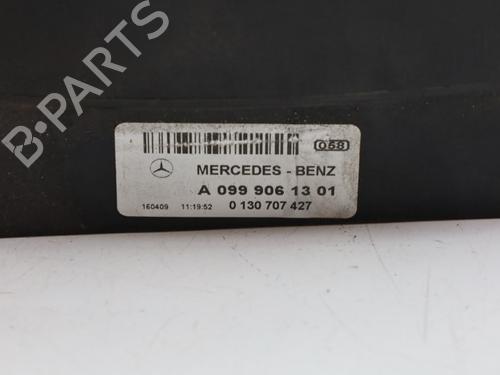 B-PARTS
058
MERCEDES - BENZ
A 099 906 13 01
160409 11:19:52 0 130 707 427